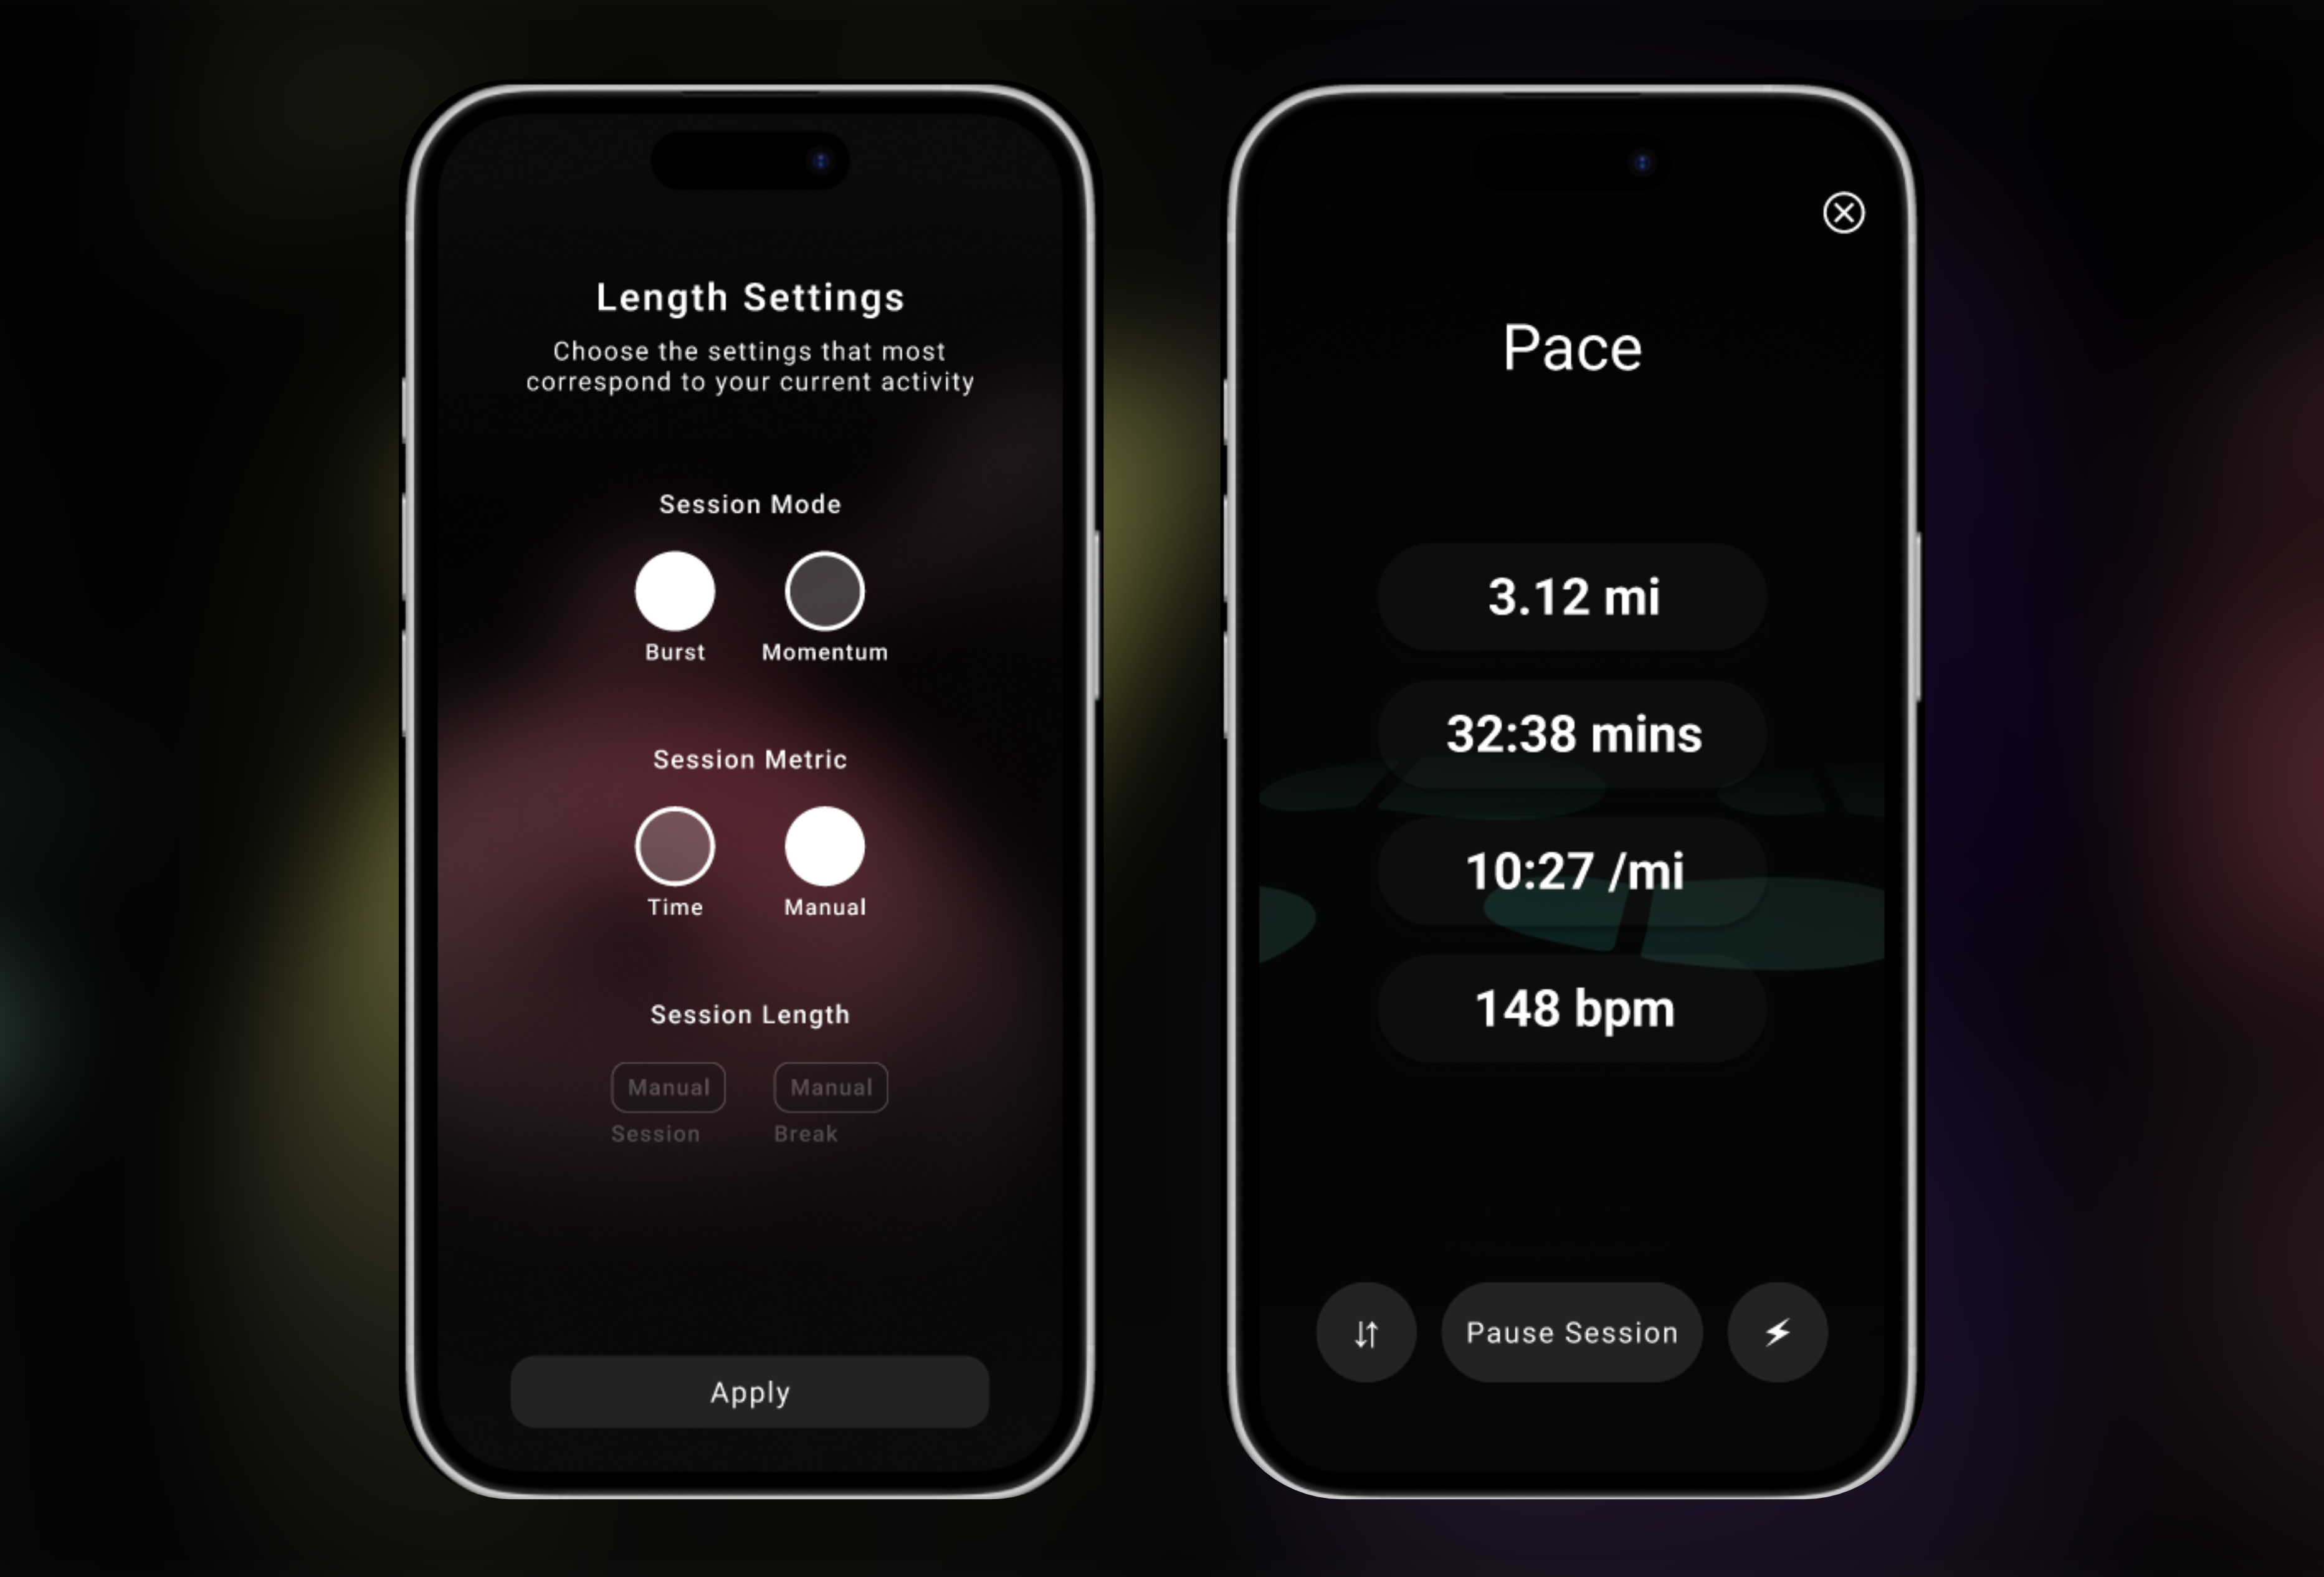 Length Settings
Choose the settings that most
correspond to your current activity
Session Mode
Burst
Momentum
Session Metric
Time
Manual
Session Length
Manual
Manual
Session
Break
Apply
Pace
3.12 mi
32:38 mins
10:27 /mi
148 bpm
Pause Session